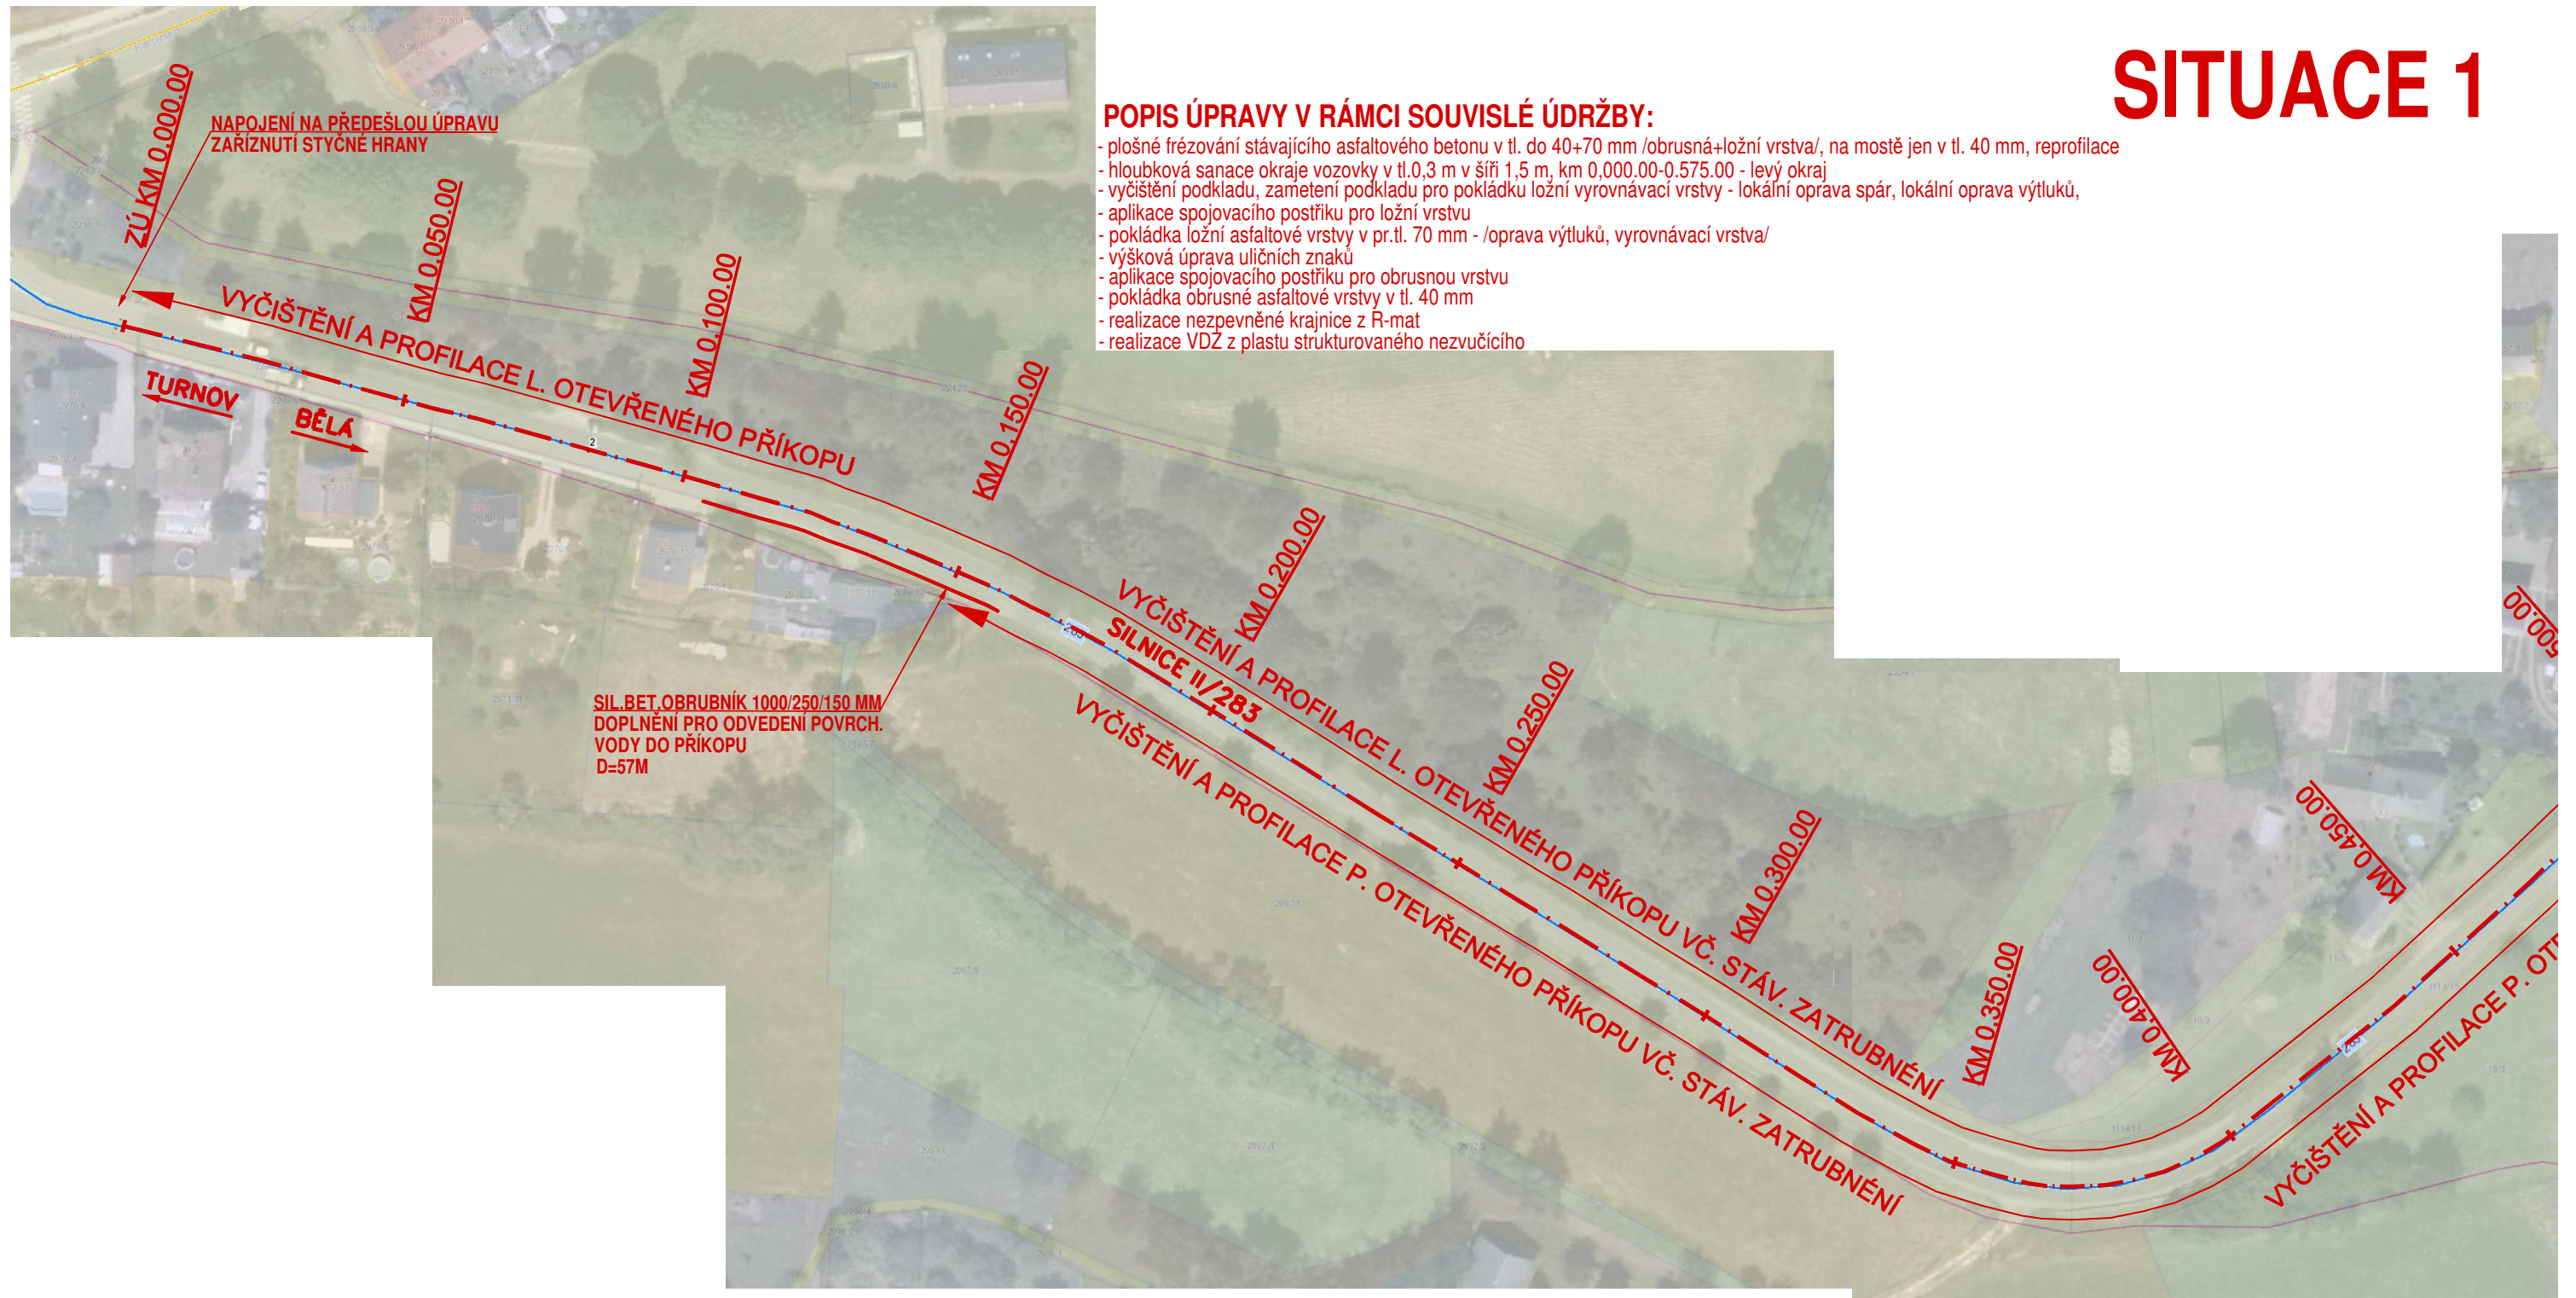 SITUACE 1
POPIS ÚPRAVY V RÁMCI SOUVISLÉ ÚDRŽBY:
- plošné frézování stávajícího asfaltového betonu v tl. do 40+70 mm /obrusná+ložní vrstva/, na mostě jen v tl. 40 mm, reprofilace
- hloubková sanace okraje vozovky v tl.0,3 m v šíři 1,5 m, km 0,000.00-0.575.00 - levý okraj
- vyčištění podkladu, zametení podkladu pro pokládku ložní vyrovnávací vrstvy - lokální oprava spár, lokální oprava výtluků,
- aplikace spojovacího postřiku pro ložní vrstvu
- pokládka ložní asfaltové vrstvy v pr.tl. 70 mm - /oprava výtluků, vyrovnávací vrstva/
- výšková úprava uličních znaků
- aplikace spojovacího postřiku pro obrusnou vrstvu
- pokládka obrusné asfaltové vrstvy v tl. 40 mm
- realizace nezpevněné krajnice z R-mat
- realizace VDZ z plastu strukturovaného nezvučícího
NAPOJENÍ NA PŘEDEŠLOU ÚPRAVU
ZAŘÍZNUTÍ STYČNÉ HRANY
ZÚ KM 0,000.00
KM 0,050.00
KM 0,100.00
KM 0,150.00
KM 0,200.00
KM 0,250.00
KM 0,300.00
KM 0,350.00
KM 0,400.00
KM 0,450.00
500.00
VYČIŠTĚNÍ A PROFILACE L. OTEVŘENÉHO PŘÍKOPU
TURNOV
BĚLÁ
2
283
SILNICE II/283
VYČIŠTĚNÍ A PROFILACE L. OTEVŘENÉHO PŘÍKOPU VČ. STÁV. ZATRUBNĚNÍ
VYČIŠTĚNÍ A PROFILACE P. OTEVŘENÉHO PŘÍKOPU VČ. STÁV. ZATRUBNĚNÍ
SIL.BET.OBRUBNÍK 1000/250/150 MM
DOPLNĚNÍ PRO ODVEDENÍ POVRCH.
VODY DO PŘÍKOPU
D=57M
VYČIŠTĚNÍ A PROFILACE P. OTE
283
2997/8
2997/4